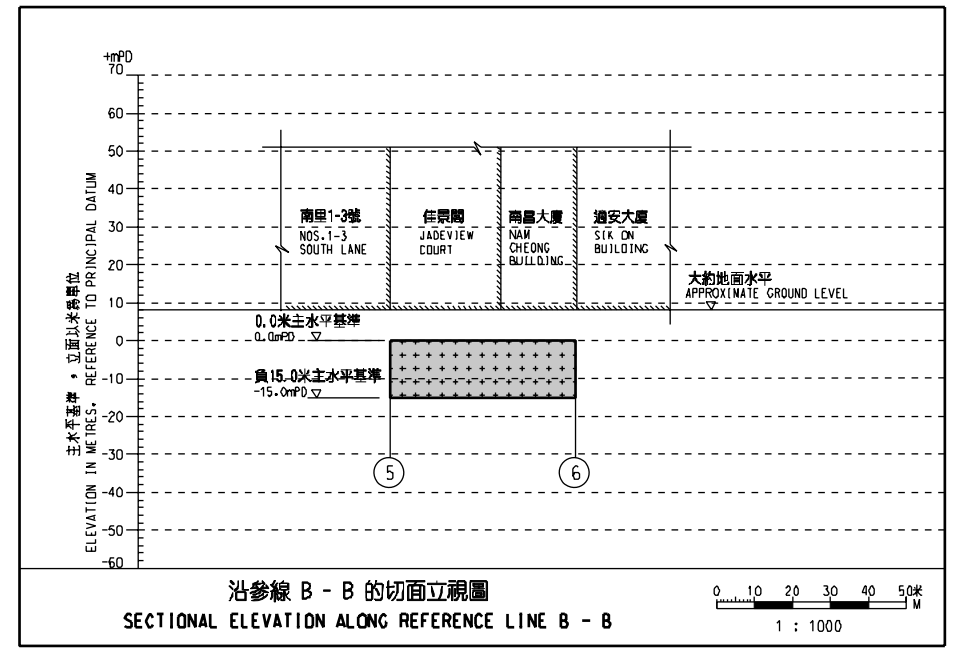 +mPD
70
60
50
40
30
20
10
0
-10
-20
-30
-40
-50
-60
主水平基準，立面以米為單位
ELEVATION IN METRES. REFERENCE TO PRINCIPAL DATUM
南里1-3號
NOS.1-3
SOUTH LANE
佳景閣
JADEVIEW
COURT
南昌大廈
NAM
CHEONG
BUILDING
適安大廈
SIK ON
BUILDING
大約地面水平
APPROXIMATE GROUND LEVEL
0.0米主水平基準
0.0mPD
負15.0米主水平基準
-15.0mPD
5
6
沿參線 B - B 的切面立視圖
SECTIONAL ELEVATION ALONG REFERENCE LINE B - B
0 10 20 30 40 50米
M
1 : 1000